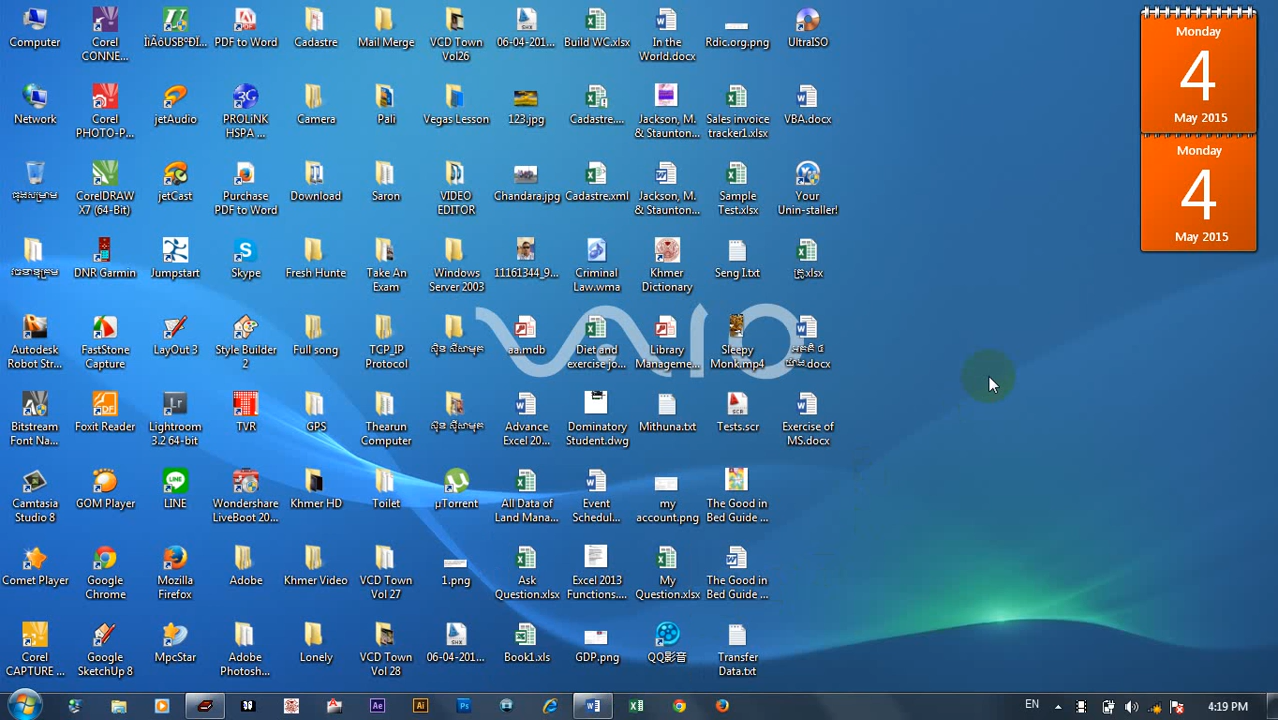 Computer
Corel
CONNE...
PDF to Word
Cadastre
Mail Merge
VCD Town
Vol26
06-04-201...
Build WC.xlsx
In the
World.docx
Rdic.org.png
UltraISO
Monday
4
May 2015
Network
Corel
PHOTO-P...
jetAudio
PROLiNK
HSPA ...
Camera
Pali
Vegas Lesson
123.jpg
Cadastre....
Jackson, M.
& Staunton...
Sales invoice
tracker1.xlsx
VBA.docx
Monday
4
May 2015
CorelDRAW
X7 (64-Bit)
jetCast
Purchase
PDF to Word
Download
Saron
VIDEO
EDITOR
Chandara.jpg
Cadastre.xml
Jackson, M.
& Staunton...
Sample
Test.xlsx
Your
Unin-staller!
DNR Garmin
Jumpstart
Skype
Fresh Hunte
Take An
Exam
Windows
Server 2003
11161344_9...
Criminal
Law.wma
Khmer
Dictionary
Seng I.txt
VAIO
Autodesk
Robot Str...
FastStone
Capture
LayOut 3
Style Builder
2
Full song
TCP_IP
Protocol
aa.mdb
Diet and
exercise jo...
Library
Manageme...
Sleepy
Monk.mp4
Bitstream
Font Na...
Foxit Reader
Lightroom
3.2 64-bit
TVR
GPS
Thearun
Computer
Advance
Excel 20...
Dominatory
Student.dwg
Mithuna.txt
Tests.scr
Exercise of
MS.docx
Camtasia
Studio 8
GOM Player
LINE
Wondershare
LiveBoot 20...
Khmer HD
Toilet
µTorrent
All Data of
Land Mana...
Event
Schedul...
my
account.png
The Good in
Bed Guide ...
Comet Player
Google
Chrome
Mozilla
Firefox
Adobe
Khmer Video
VCD Town
Vol 27
1.png
Ask
Question.xlsx
Excel 2013
Functions....
My
Question.xlsx
The Good in
Bed Guide ...
Corel
CAPTURE ...
Google
SketchUp 8
MpcStar
Adobe
Photosh...
Lonely
VCD Town
Vol 28
06-04-201...
Book1.xls
GDP.png
QQ影音
Transfer
Data.txt
EN
4:19 PM